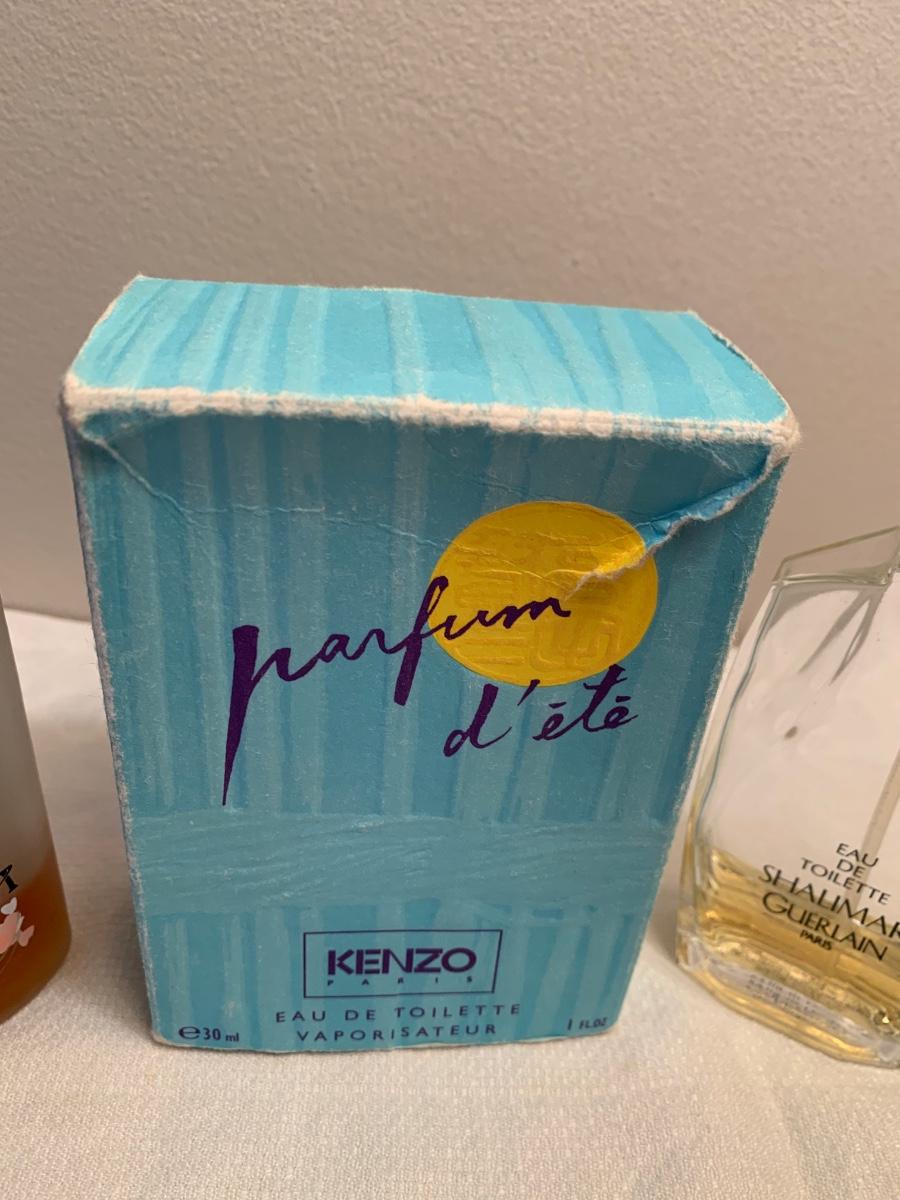 parfum
d'été
KENZO
PARIS
EAU DE TOILETTE
VAPORISATEUR
℮30 ml
1 FL.OZ
EAU
DE
TOILETTE
SHALIMAR
GUERLAIN
PARIS